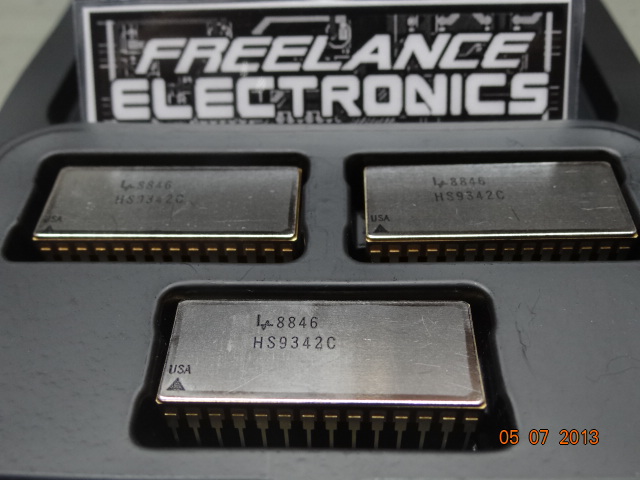 FREELANCE
ELECTRONICS
8846
HS9342C
USA
8846
HS9342C
USA
8846
HS9342C
USA
05 07 2013